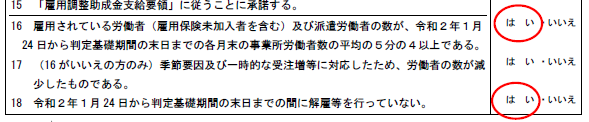 15 「雇用調整助成金支給要領」に従うことに承諾する。 は い ・いいえ
16 雇用されている労働者（雇用保険未加入者を含む）及び派遣労働者の数が、令和２年１月
24 日から判定基礎期間の末日までの各月末の事業所労働者数の平均の５分の４以上である。
は い ・いいえ
17 （16 がいいえの方のみ）季節要因及び一時的な受注増等に対応したため、労働者の数が減
少したものである。
は い ・いいえ
18 令和２年１月 24 日から判定基礎期間の末日までの間に解雇等を行っていない。 は い ・いいえ